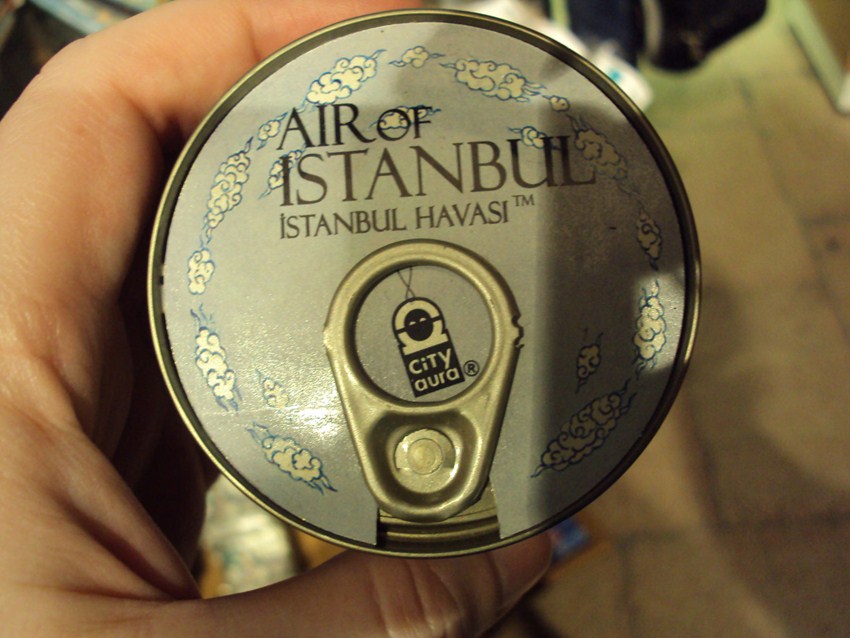 AIR OF
İSTANBUL
İSTANBUL HAVASI™
CiTY
aura®